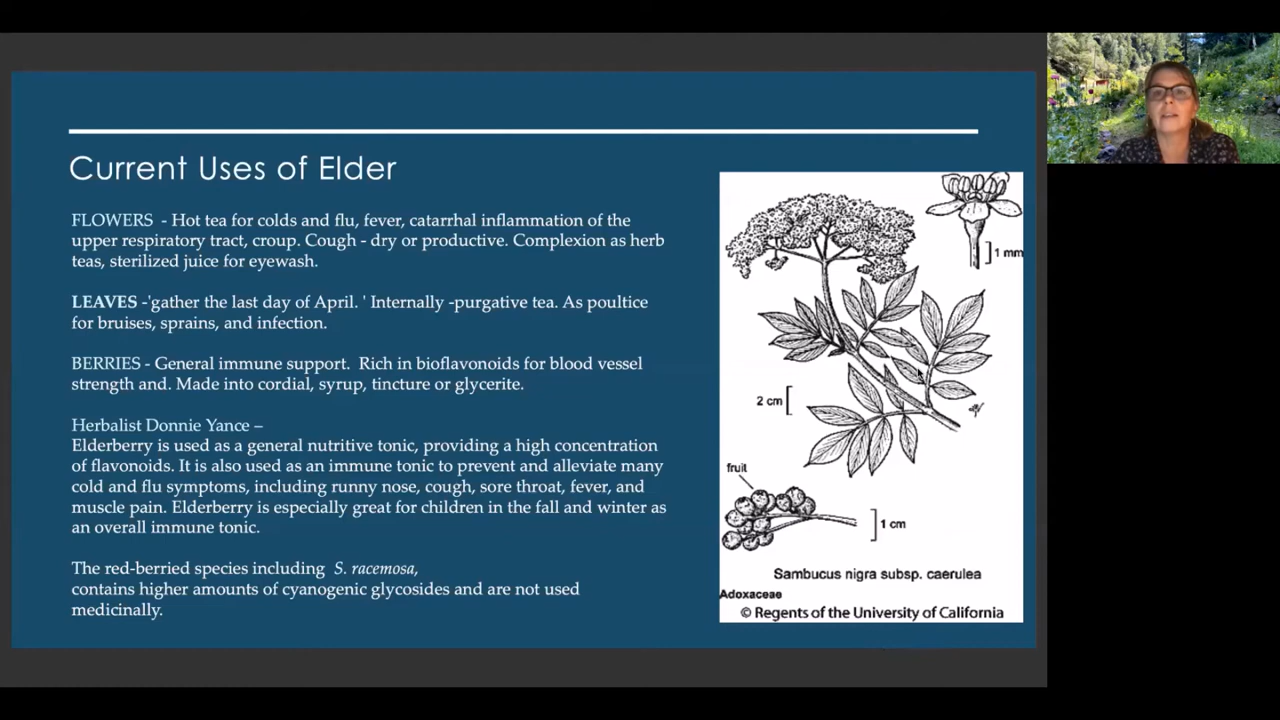 Current Uses of Elder
FLOWERS - Hot tea for colds and flu, fever, catarrhal inflammation of the
upper respiratory tract, croup. Cough - dry or productive. Complexion as herb
teas, sterilized juice for eyewash.
LEAVES -'gather the last day of April. ' Internally -purgative tea. As poultice
for bruises, sprains, and infection.
BERRIES - General immune support. Rich in bioflavonoids for blood vessel
strength and. Made into cordial, syrup, tincture or glycerite.
Herbalist Donnie Yance –
Elderberry is used as a general nutritive tonic, providing a high concentration
of flavonoids. It is also used as an immune tonic to prevent and alleviate many
cold and flu symptoms, including runny nose, cough, sore throat, fever, and
muscle pain. Elderberry is especially great for children in the fall and winter as
an overall immune tonic.
The red-berried species including S. racemosa,
contains higher amounts of cyanogenic glycosides and are not used
medicinally.
1 mm
2 cm
fruit
1 cm
Sambucus nigra subsp. caerulea
Adoxaceae
© Regents of the University of California